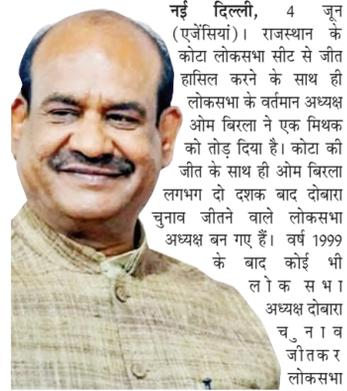 नई दिल्ली, 4 जून
(एजेंसियां)। राजस्थान के
कोटा लोकसभा सीट से जीत
हासिल करने के साथ ही
लोकसभा के वर्तमान अध्यक्ष
ओम बिरला ने एक मिथक
को तोड़ दिया है। कोटा की
जीत के साथ ही ओम बिरला
लगभग दो दशक बाद दोबारा
चुनाव जीतने वाले लोकसभा
अध्यक्ष बन गए हैं। वर्ष 1999
के बाद कोई भी
लोक सभा
अध्यक्ष दोबारा
चुनाव
जीतकर
लोकसभा